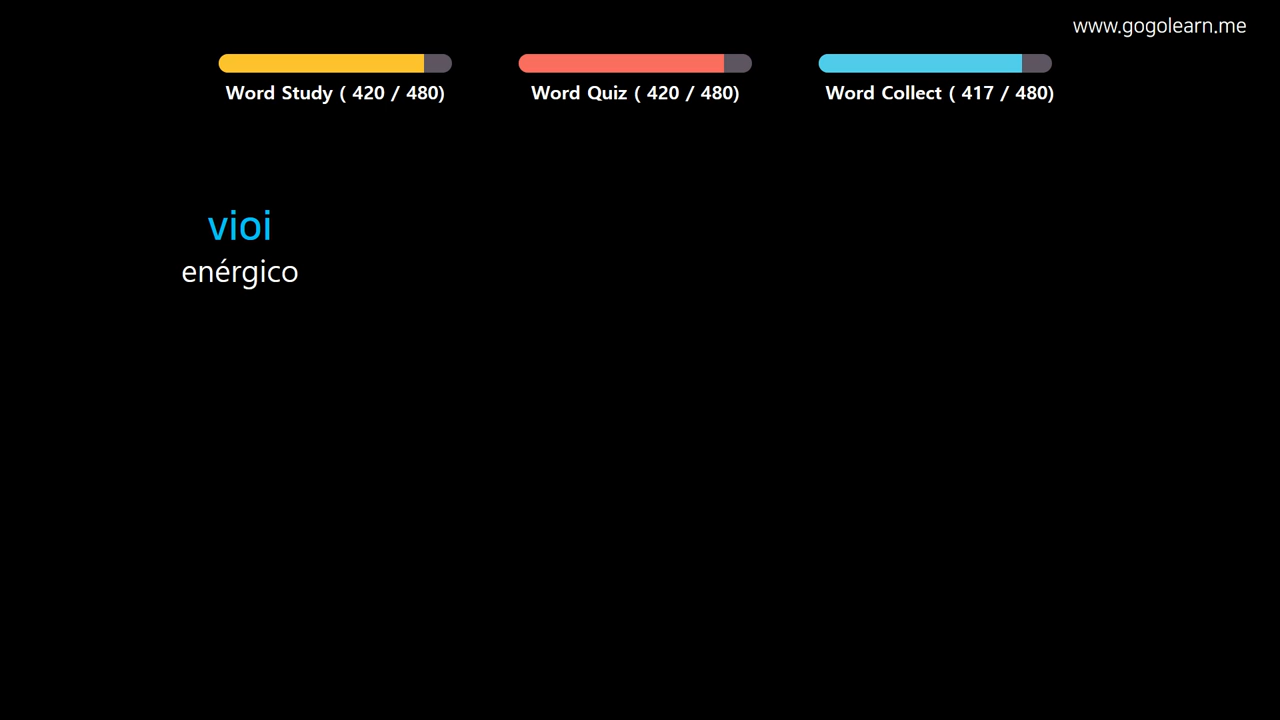 www.gogolearn.me
Word Study ( 420 / 480)
Word Quiz ( 420 / 480)
Word Collect ( 417 / 480)
vioi
enérgico